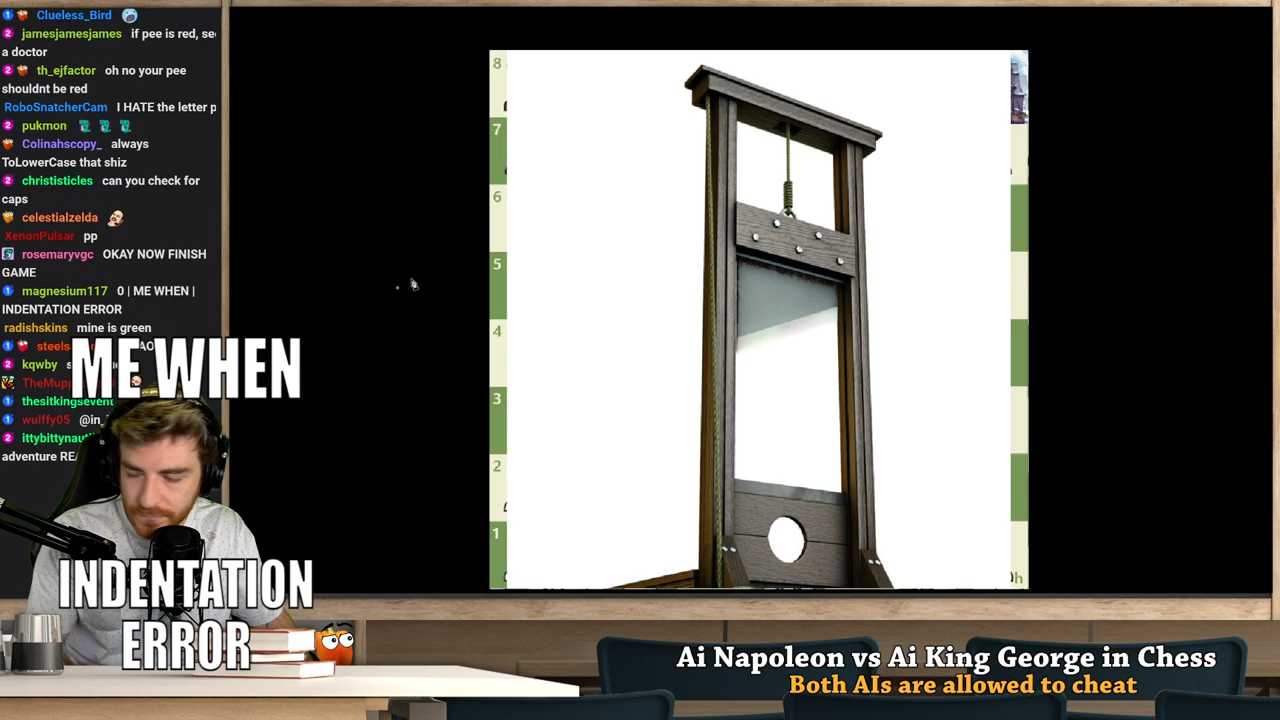 Clueless_Bird
jamesjamesjames if pee is red, see
a doctor
th_ejfactor oh no your pee
shouldnt be red
RoboSnatcherCam I HATE the letter p
pukmon
Colinahscopy_ always
ToLowerCase that shiz
christicles can you check for
caps
celestialzelda
XenonPulsar pp
rosemaryvgc OKAY NOW FINISH
GAME
magnesium117 0 | ME WHEN |
INDENTATION ERROR
radishskins mine is green
kqwby
thesitkingsevent
wulffy05
adventure
ME WHEN
INDENTATION
ERROR
8
7
6
5
4
3
2
1
h
Ai Napoleon vs Ai King George in Chess
Both AIs are allowed to cheat